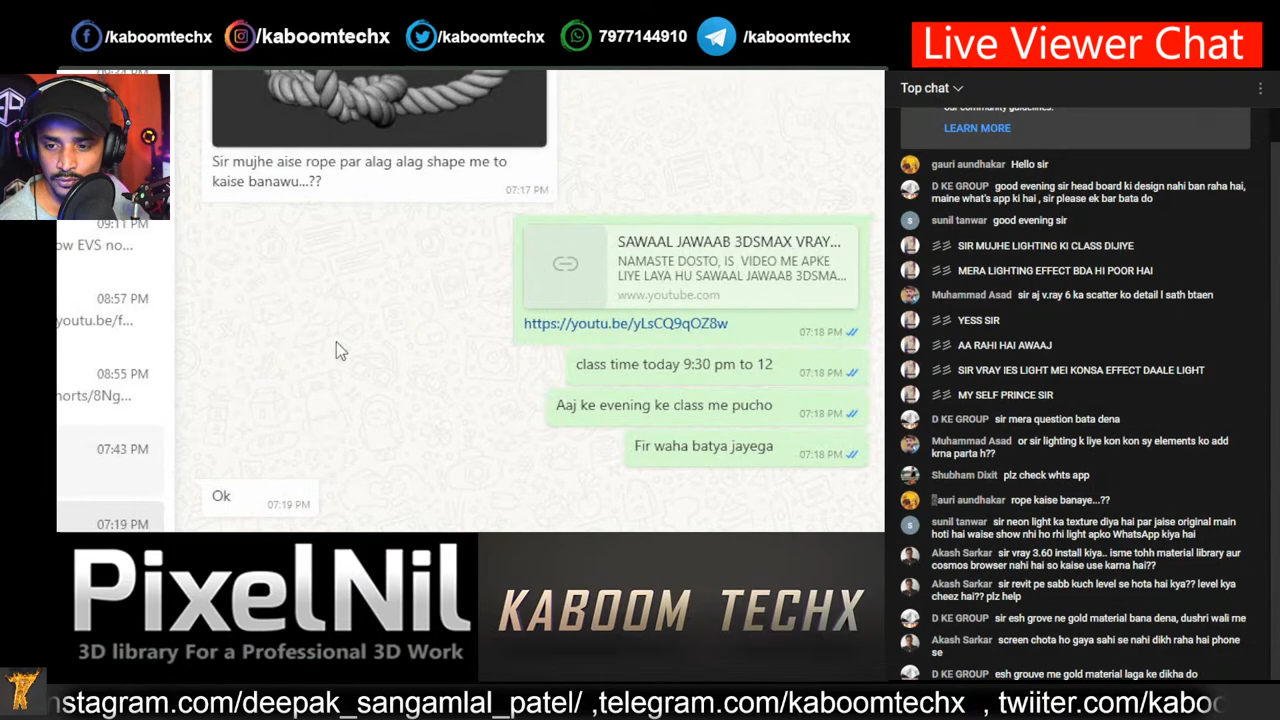 /kaboomtechx
/kaboomtechx
/kaboomtechx
7977144910
/kaboomtechx
Live Viewer Chat
Sir mujhe aise rope par alag alag shape me to
kaise banawu...??
07:17 PM
09:11 PM
ow EVS no...
08:57 PM
youtu.be/f...
08:55 PM
horts/8Ng...
07:43 PM
07:19 PM
SAWAAL JAWAAB 3DSMAX VRAY...
NAMASTE DOSTO, IS VIDEO ME APKE
LIYE LAYA HU SAWAAL JAWAAB 3DSMA...
www.youtube.com
https://youtu.be/yLsCQ9qOZ8w
07:18 PM
class time today 9:30 pm to 12
07:18 PM
Aaj ke evening ke class me pucho
07:18 PM
Fir waha batya jayega
07:18 PM
Ok
07:19 PM
Top chat
our community guidelines.
LEARN MORE
gauri aundhakar Hello sir
D KE GROUP good evening sir head board ki design nahi ban raha hai,
maine what's app ki hai , sir please ek bar bata do
S sunil tanwar good evening sir
彡彡 SIR MUJHE LIGHTING KI CLASS DIJIYE
彡彡 MERA LIGHTING EFFECT BDA HI POOR HAI
Muhammad Asad sir aj v.ray 6 ka scatter ko detail l sath btaen
彡彡 YESS SIR
彡彡 AA RAHI HAI AWAAJ
彡彡 SIR VRAY IES LIGHT MEI KONSA EFFECT DAALE LIGHT
彡彡 MY SELF PRINCE SIR
D KE GROUP sir mera question bata dena
Muhammad Asad or sir lighting k liye kon kon sy elements ko add
krna parta h??
Shubham Dixit plz check whts app
gauri aundhakar rope kaise banaye...??
S sunil tanwar sir neon light ka texture diya hai par jaise original main
hoti hai waise show nhi ho rhi light apko WhatsApp kiya hai
Akash Sarkar sir vray 3.60 install kiya.. isme tohh material library aur
cosmos browser nahi hai so kaise use karna hai??
Akash Sarkar sir revit pe sabb kuch level se hota hai kya?? level kya
cheez hai?? plz help
D KE GROUP sir esh grove ne gold material bana dena, dushri wali me
Akash Sarkar screen chota ho gaya sahi se nahi dikh raha hai phone
se
D KE GROUP esh grouve me gold material laga ke dikha do
PixelNil
3D library For a Professional 3D Work
KABOOM TECHX
nstagram.com/deepak_sangamlal_patel/ ,telegram.com/kaboomtechx , twiiter.com/kaboo